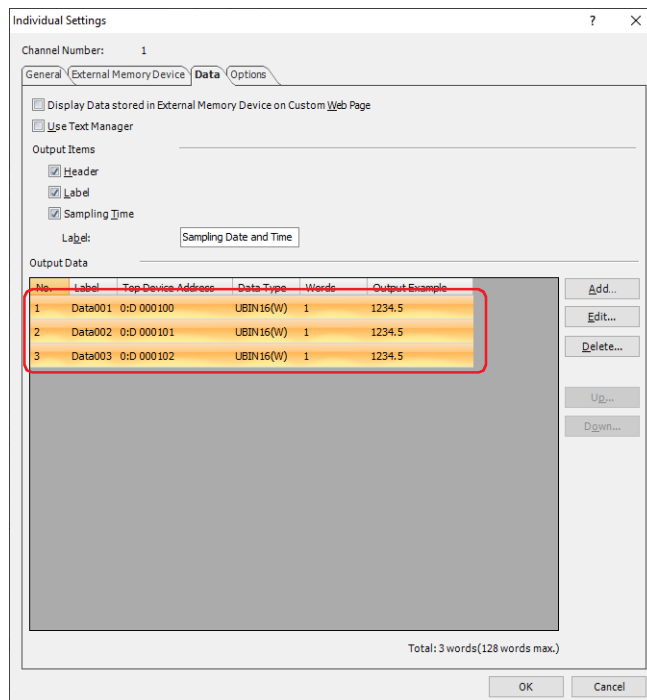 Individual Settings ? ×
Channel Number: 1
General External Memory Device Data Options
Display Data stored in External Memory Device on Custom Web Page
Use Text Manager
Output Items
Header
Label
Sampling Time
Label: Sampling Date and Time
Output Data
No. Label Top Device Address Data Type Words Output Example
1 Data001 0:D 000100 UBIN16(W) 1 1234.5
2 Data002 0:D 000101 UBIN16(W) 1 1234.5
3 Data003 0:D 000102 UBIN16(W) 1 1234.5
Add...
Edit...
Delete...
Up...
Down...
Total: 3 words(128 words max.)
OK Cancel